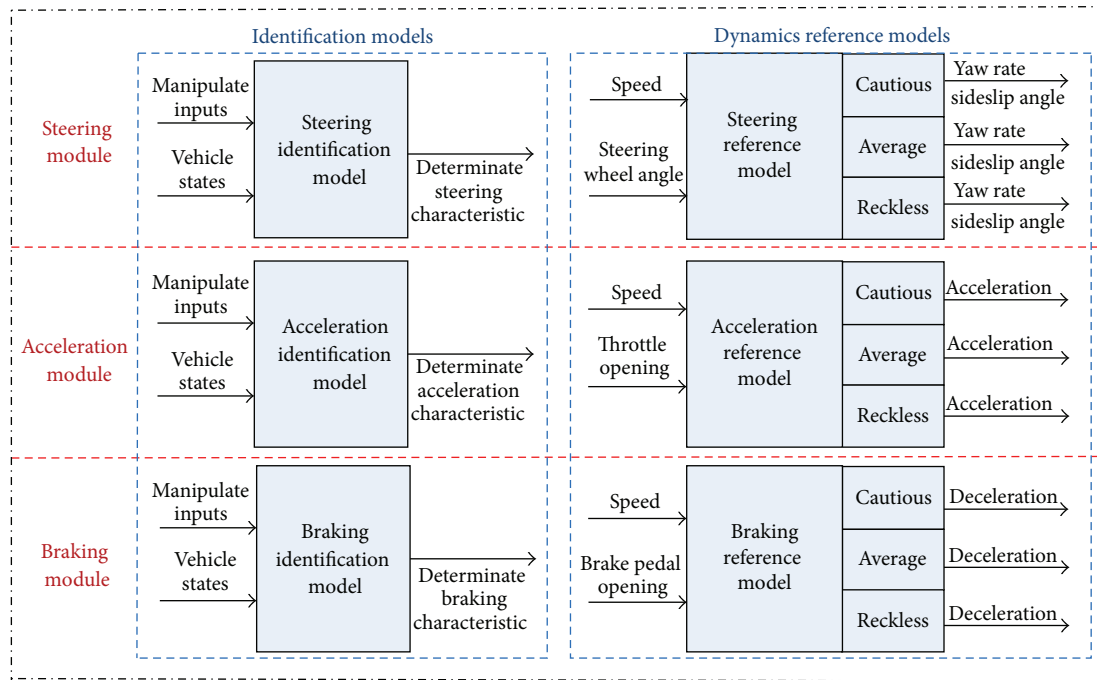 Identification models
Dynamics reference models
Steering
module
Manipulate
inputs
Vehicle
states
Steering
identification
model
Determinate
steering
characteristic
Speed
Steering
wheel angle
Steering
reference
model
Cautious
Average
Reckless
Yaw rate
sideslip angle
Yaw rate
sideslip angle
Yaw rate
sideslip angle
Acceleration
module
Manipulate
inputs
Vehicle
states
Acceleration
identification
model
Determinate
acceleration
characteristic
Speed
Throttle
opening
Acceleration
reference
model
Cautious
Average
Reckless
Acceleration
Acceleration
Acceleration
Braking
module
Manipulate
inputs
Vehicle
states
Braking
identification
model
Determinate
braking
characteristic
Speed
Brake pedal
opening
Braking
reference
model
Cautious
Average
Reckless
Deceleration
Deceleration
Deceleration